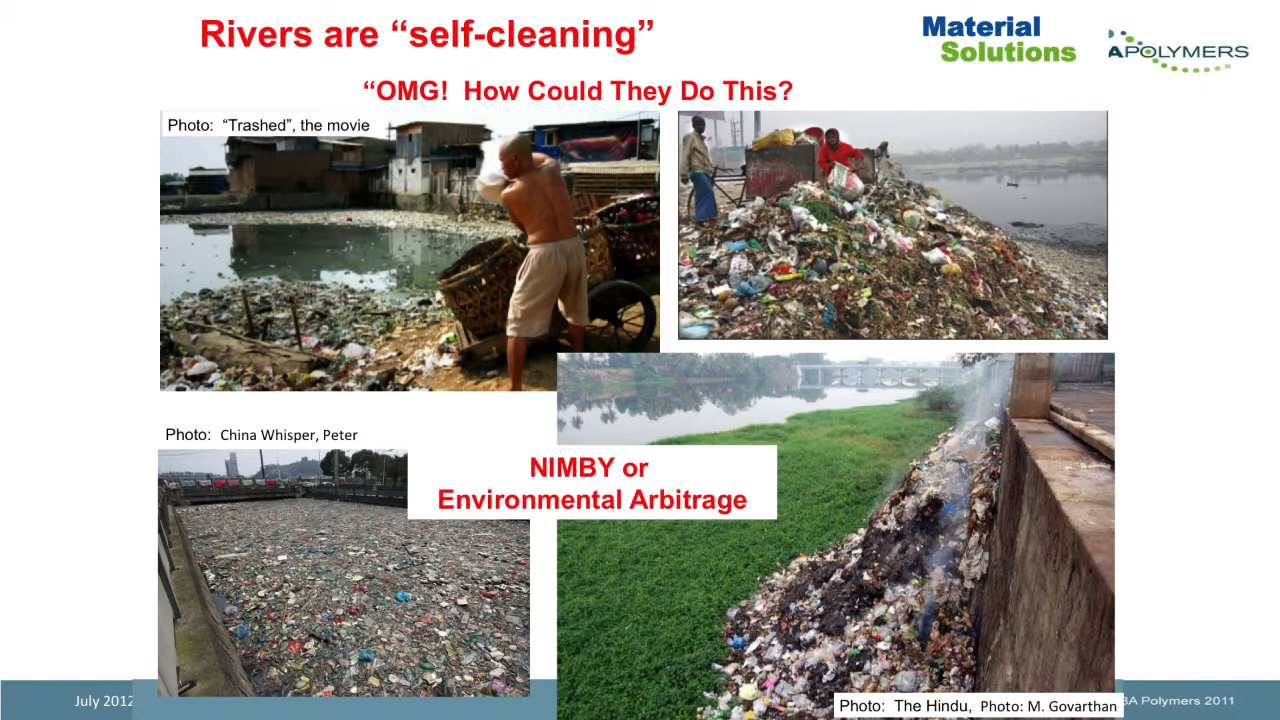 Rivers are “self-cleaning”
Material
Solutions
APOLYMERS
“OMG!  How Could They Do This?
Photo:  “Trashed”, the movie
Photo:  China Whisper, Peter
NIMBY or
Environmental Arbitrage
July 2012
Photo:  The Hindu,  Photo: M. Govarthan
BA Polymers 2011